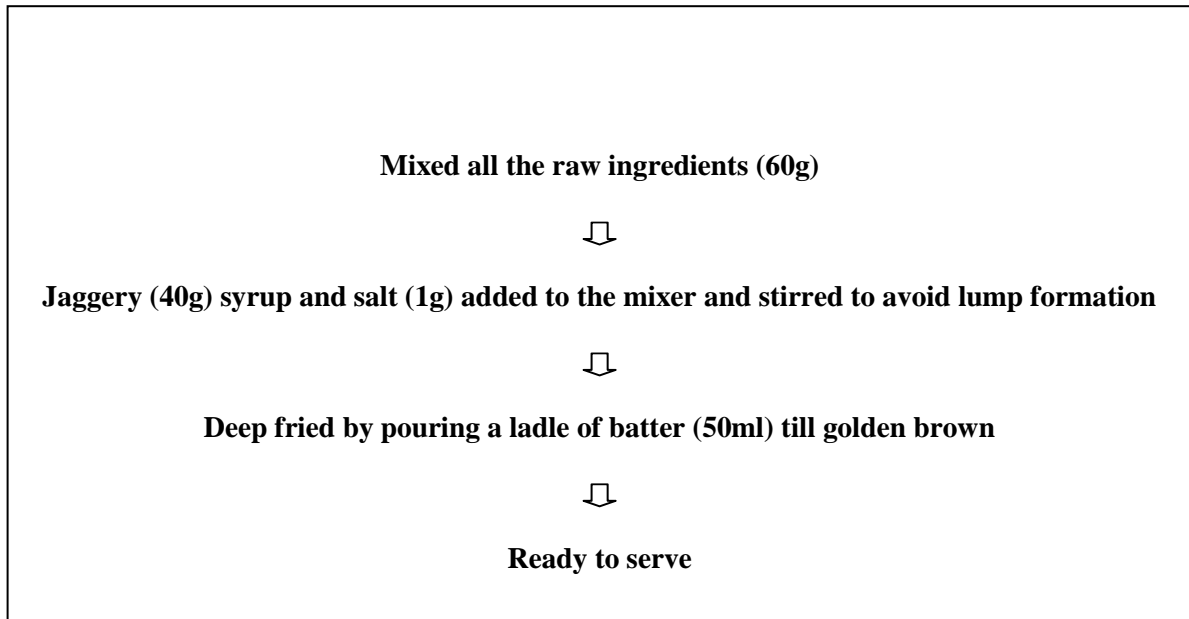 Mixed all the raw ingredients (60g)
Jaggery (40g) syrup and salt (1g) added to the mixer and stirred to avoid lump formation
Deep fried by pouring a ladle of batter (50ml) till golden brown
Ready to serve